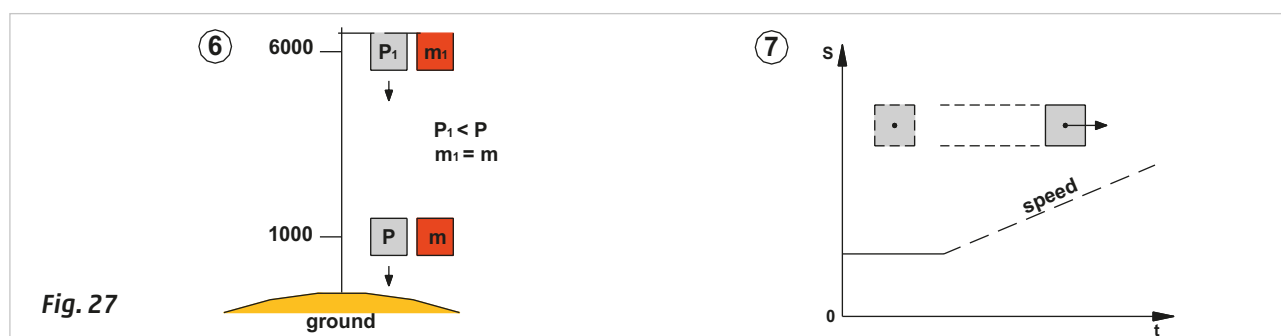 6
6000
P₁ m₁
P₁ < P
m₁ = m
1000
P m
ground
Fig. 27
7
S
speed
0
t